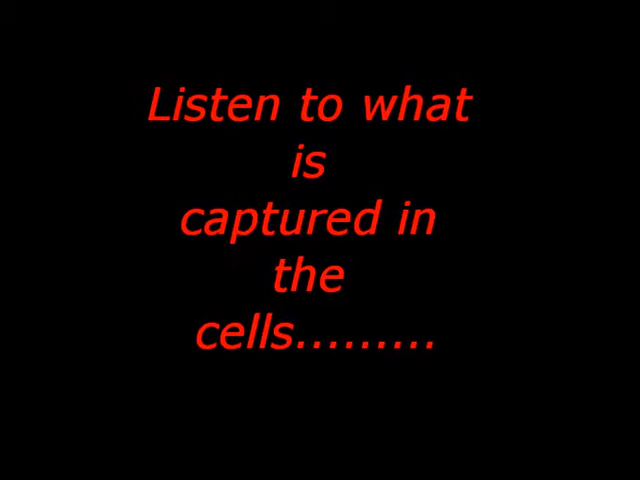 Listen to what
is
captured in
the
cells.........